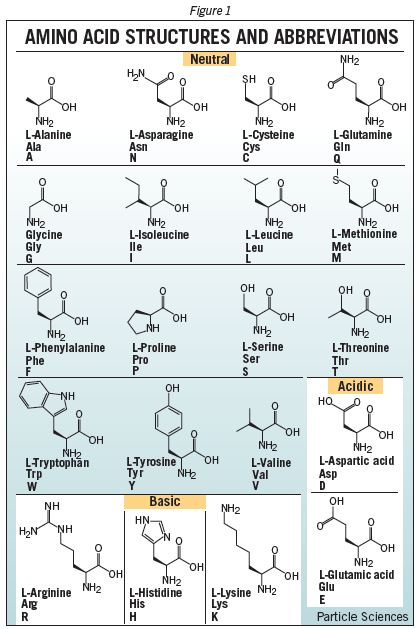 Figure 1
AMINO ACID STRUCTURES AND ABBREVIATIONS
Neutral
O
OH
NH2
L-Alanine
Ala
A
H2N
O
O
OH
NH2
L-Asparagine
Asn
N
SH
O
OH
NH2
L-Cysteine
Cys
C
NH2
O
O
OH
NH2
L-Glutamine
Gln
Q
O
OH
NH2
Glycine
Gly
G
O
OH
NH2
L-Isoleucine
Ile
I
O
OH
NH2
L-Leucine
Leu
L
S
O
OH
NH2
L-Methionine
Met
M
O
OH
NH2
L-Phenylalanine
Phe
F
O
OH
NH
L-Proline
Pro
P
OH
O
OH
NH2
L-Serine
Ser
S
OH
O
OH
NH2
L-Threonine
Thr
T
NH
O
OH
NH2
L-Tryptophan
Trp
W
OH
O
OH
NH2
L-Tyrosine
Tyr
Y
O
OH
NH2
L-Valine
Val
V
Acidic
HO
O
O
OH
NH2
L-Aspartic acid
Asp
D
OH
O
O
OH
NH2
L-Glutamic acid
Glu
E
Basic
NH
H2N
NH
O
OH
NH2
L-Arginine
Arg
R
HN
N
O
OH
NH2
L-Histidine
His
H
NH2
O
OH
NH2
L-Lysine
Lys
K
Particle Sciences